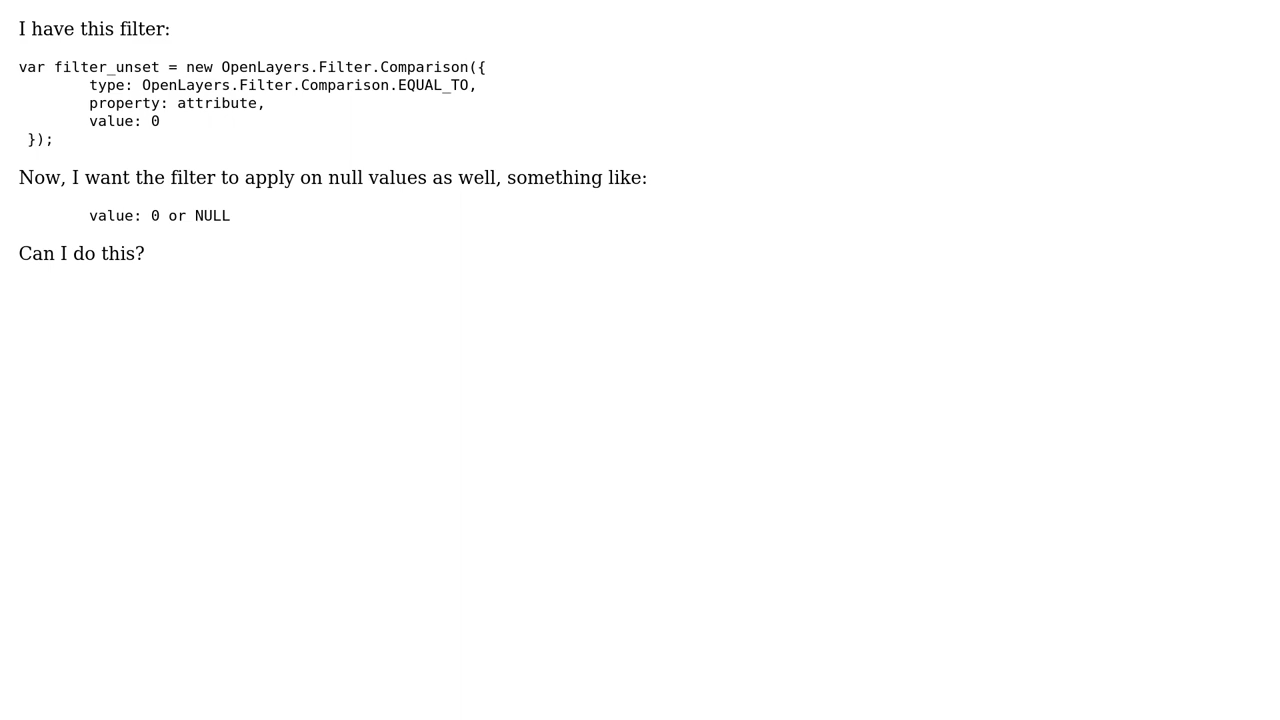 I have this filter:
var filter_unset = new OpenLayers.Filter.Comparison({
        type: OpenLayers.Filter.Comparison.EQUAL_TO,
        property: attribute,
        value: 0
 });
Now, I want the filter to apply on null values as well, something like:
        value: 0 or NULL
Can I do this?